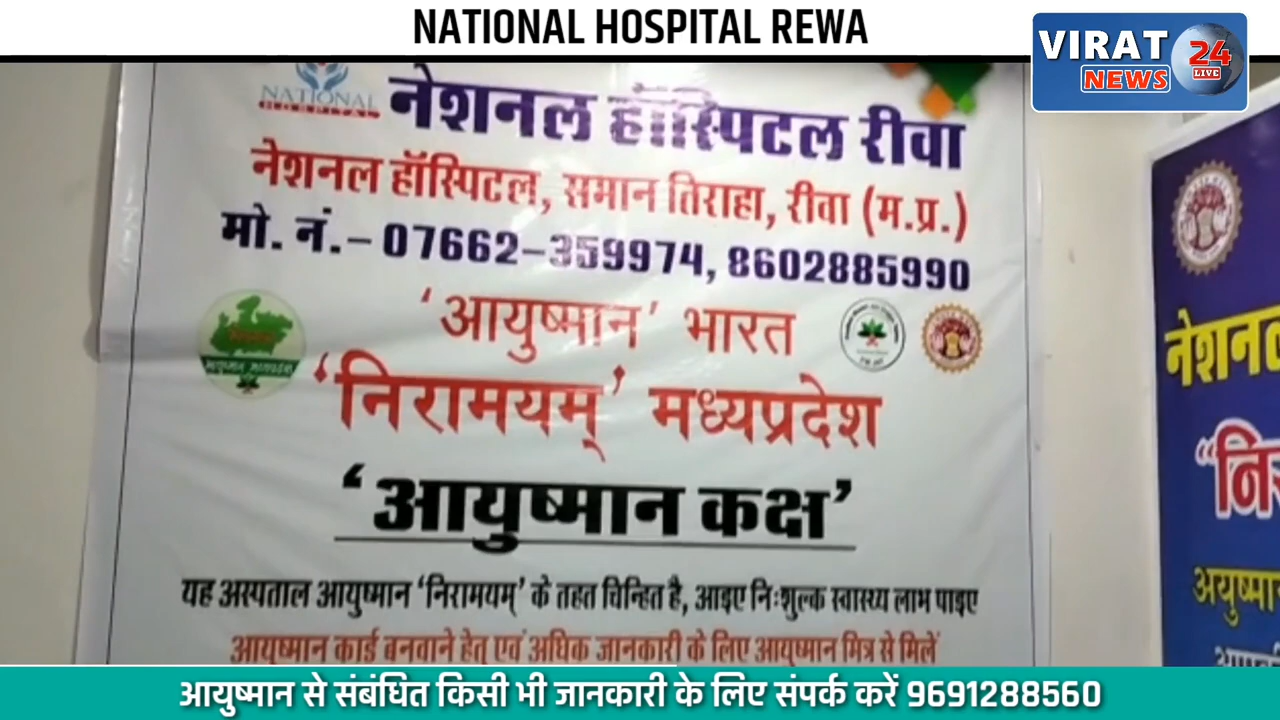 NATIONAL HOSPITAL REWA
VIRAT
NEWS
24
LIVE
NATIONAL
HOSPITAL
नेशनल हॉस्पिटल रीवा
नेशनल हॉस्पिटल, समान तिराहा, रीवा (म.प्र.)
मो. नं.– 07662–359974, 8602885990
‘आयुष्मान’ भारत
‘निरामयम्’ मध्यप्रदेश
‘आयुष्मान कक्ष’
यह अस्पताल आयुष्मान ‘निरामयम्’ के तहत चिन्हित है, आइए निःशुल्क स्वास्थ्य लाभ पाइए
आयुष्मान कार्ड बनवाने हेतु एवं अधिक जानकारी के लिए आयुष्मान मित्र से मिलें
आयुष्मान से संबंधित किसी भी जानकारी के लिए संपर्क करें 9691288560